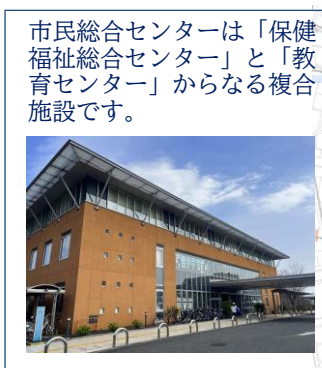 市民総合センターは「保健
福祉総合センター」と「教
育センター」からなる複合
施設です。